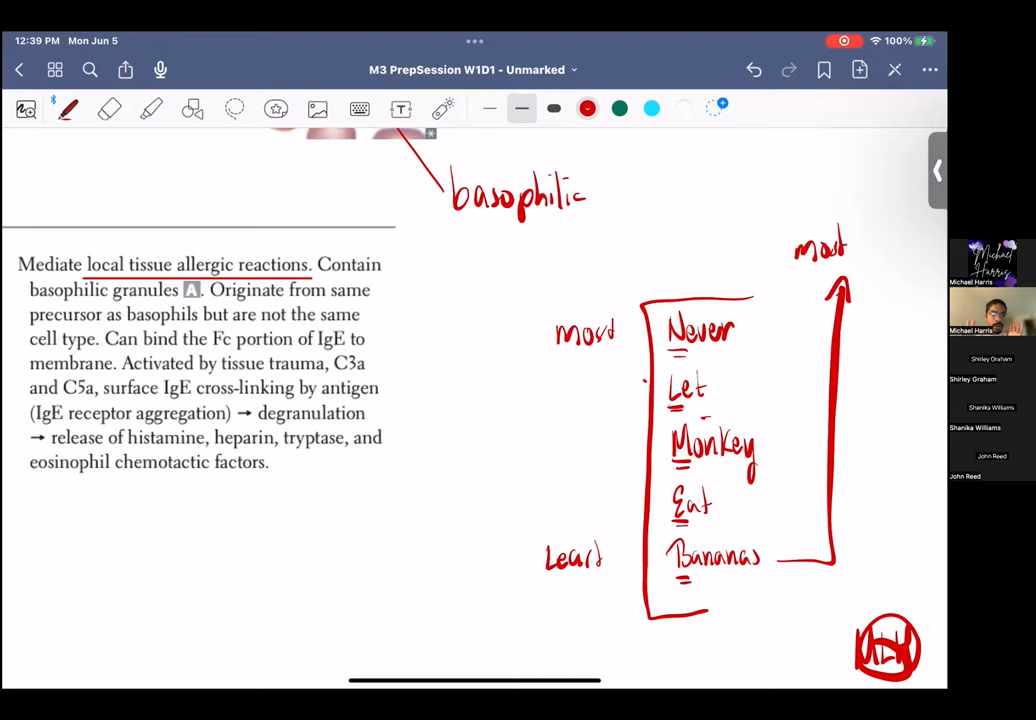 12:39 PM Mon Jun 5
100%
M3 PrepSession W1D1 - Unmarked
T
basophilic
Mediate local tissue allergic reactions. Contain
basophilic granules A. Originate from same
precursor as basophils but are not the same
cell type. Can bind the Fc portion of IgE to
membrane. Activated by tissue trauma, C3a
and C5a, surface IgE cross-linking by antigen
(IgE receptor aggregation) → degranulation
→ release of histamine, heparin, tryptase, and
eosinophil chemotactic factors.
most
most
Never
Let
Monkey
Eat
Least
Bananas
Michael
Harris
Michael Harris
Michael Harris
Shirley Graham
Shirley Graham
Shanika Williams
Shanika Williams
John Reed
John Reed